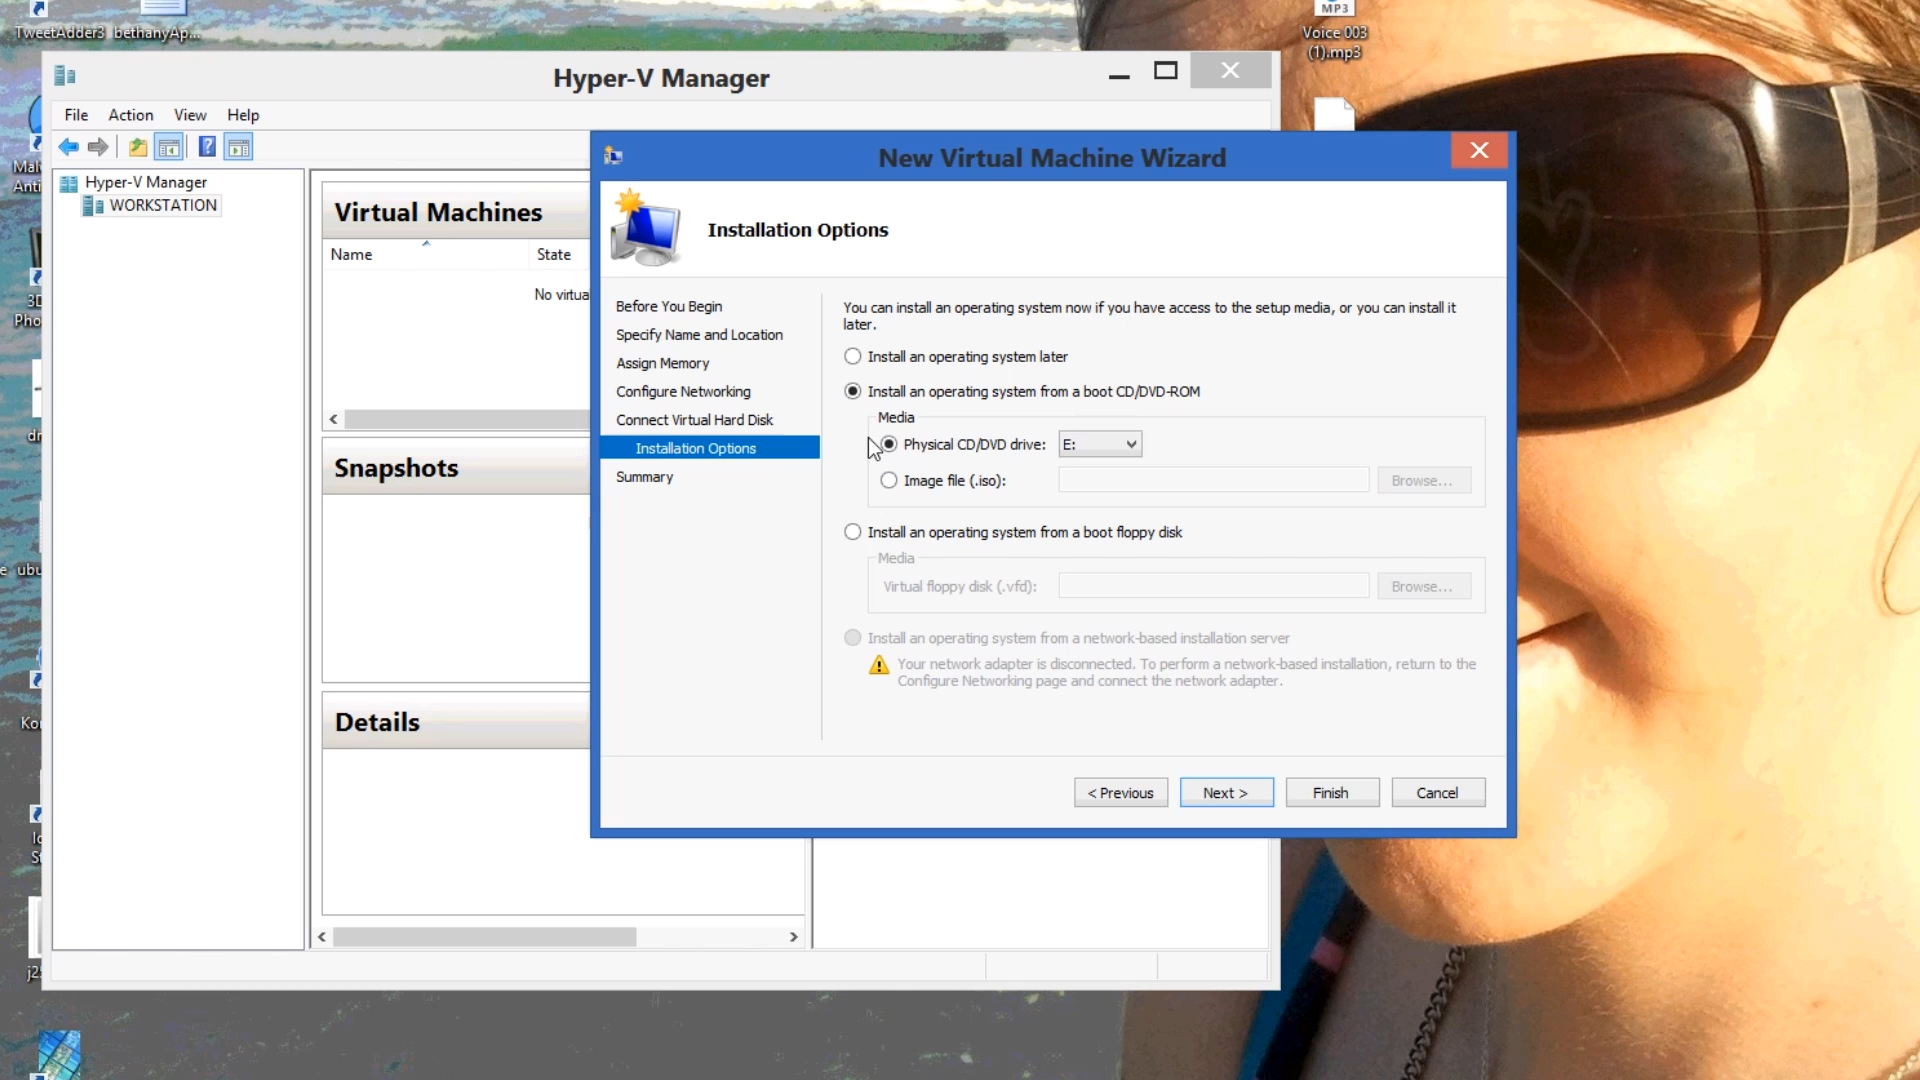 TweetAdder3 bethanyAp...
MP3
Voice 003
(1).mp3
Hyper-V Manager
File Action View Help
Hyper-V Manager
WORKSTATION
Virtual Machines
Name State
No virtua
Snapshots
Details
New Virtual Machine Wizard
Installation Options
Before You Begin
Specify Name and Location
Assign Memory
Configure Networking
Connect Virtual Hard Disk
Installation Options
Summary
You can install an operating system now if you have access to the setup media, or you can install it
later.
Install an operating system later
Install an operating system from a boot CD/DVD-ROM
Media
Physical CD/DVD drive: E:
Image file (.iso): Browse...
Install an operating system from a boot floppy disk
Media
Virtual floppy disk (.vfd): Browse...
Install an operating system from a network-based installation server
Your network adapter is disconnected. To perform a network-based installation, return to the
Configure Networking page and connect the network adapter.
< Previous Next > Finish Cancel
Anti
3D
Pho
ubu